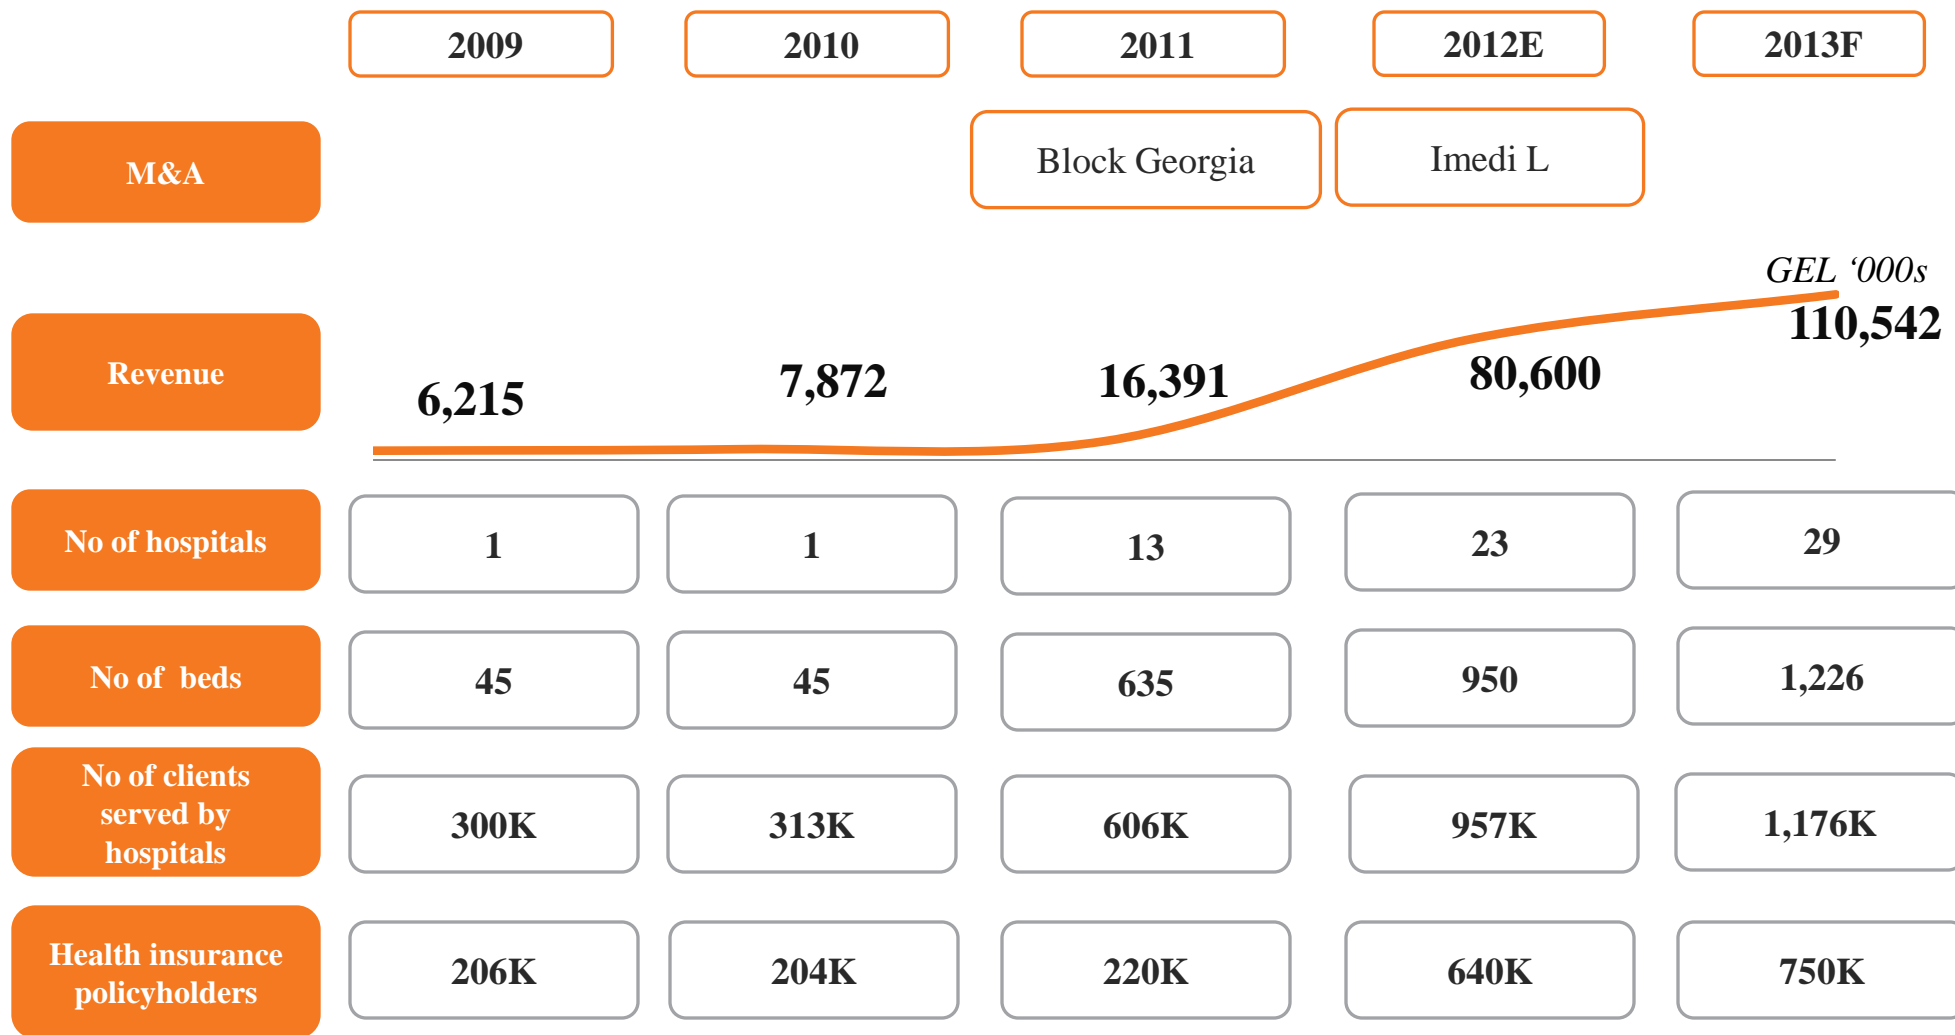 2009 2010 2011 2012E 2013F
M&A Block Georgia Imedi L
GEL ‘000s
Revenue 6,215 7,872 16,391 80,600 110,542
No of hospitals 1 1 13 23 29
No of beds 45 45 635 950 1,226
No of clients
served by
hospitals
300K 313K 606K 957K 1,176K
Health insurance
policyholders
206K 204K 220K 640K 750K